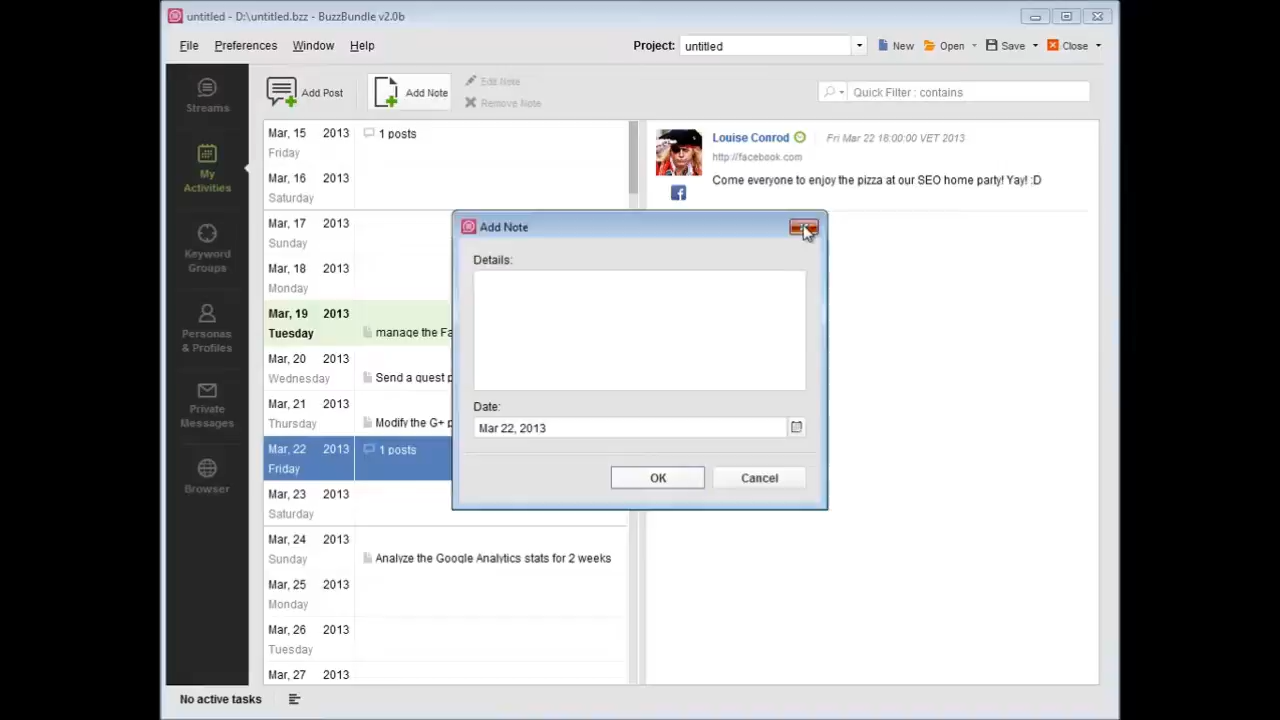 untitled - D:\untitled.bzz - BuzzBundle v2.0b
File Preferences Window Help Project: untitled New Open Save Close
Streams
My
Activities
Keyword
Groups
Personas
& Profiles
Private
Messages
Browser
Add Post Add Note Edit Note
Remove Note
Quick Filter : contains
Mar, 15 2013 1 posts
Friday
Mar, 16 2013
Saturday
Mar, 17 2013
Sunday
Mar, 18 2013
Monday
Mar, 19 2013
Tuesday manage the Fa
Mar, 20 2013
Wednesday Send a guest p
Mar, 21 2013
Thursday Modify the G+ p
Mar, 22 2013 1 posts
Friday
Mar, 23 2013
Saturday
Mar, 24 2013
Sunday Analyze the Google Analytics stats for 2 weeks
Mar, 25 2013
Monday
Mar, 26 2013
Tuesday
Mar, 27 2013
Louise Conrod Fri Mar 22 18:00:00 VET 2013
http://facebook.com
Come everyone to enjoy the pizza at our SEO home party! Yay! :D
Add Note
Details:
Date:
Mar 22, 2013
OK Cancel
No active tasks